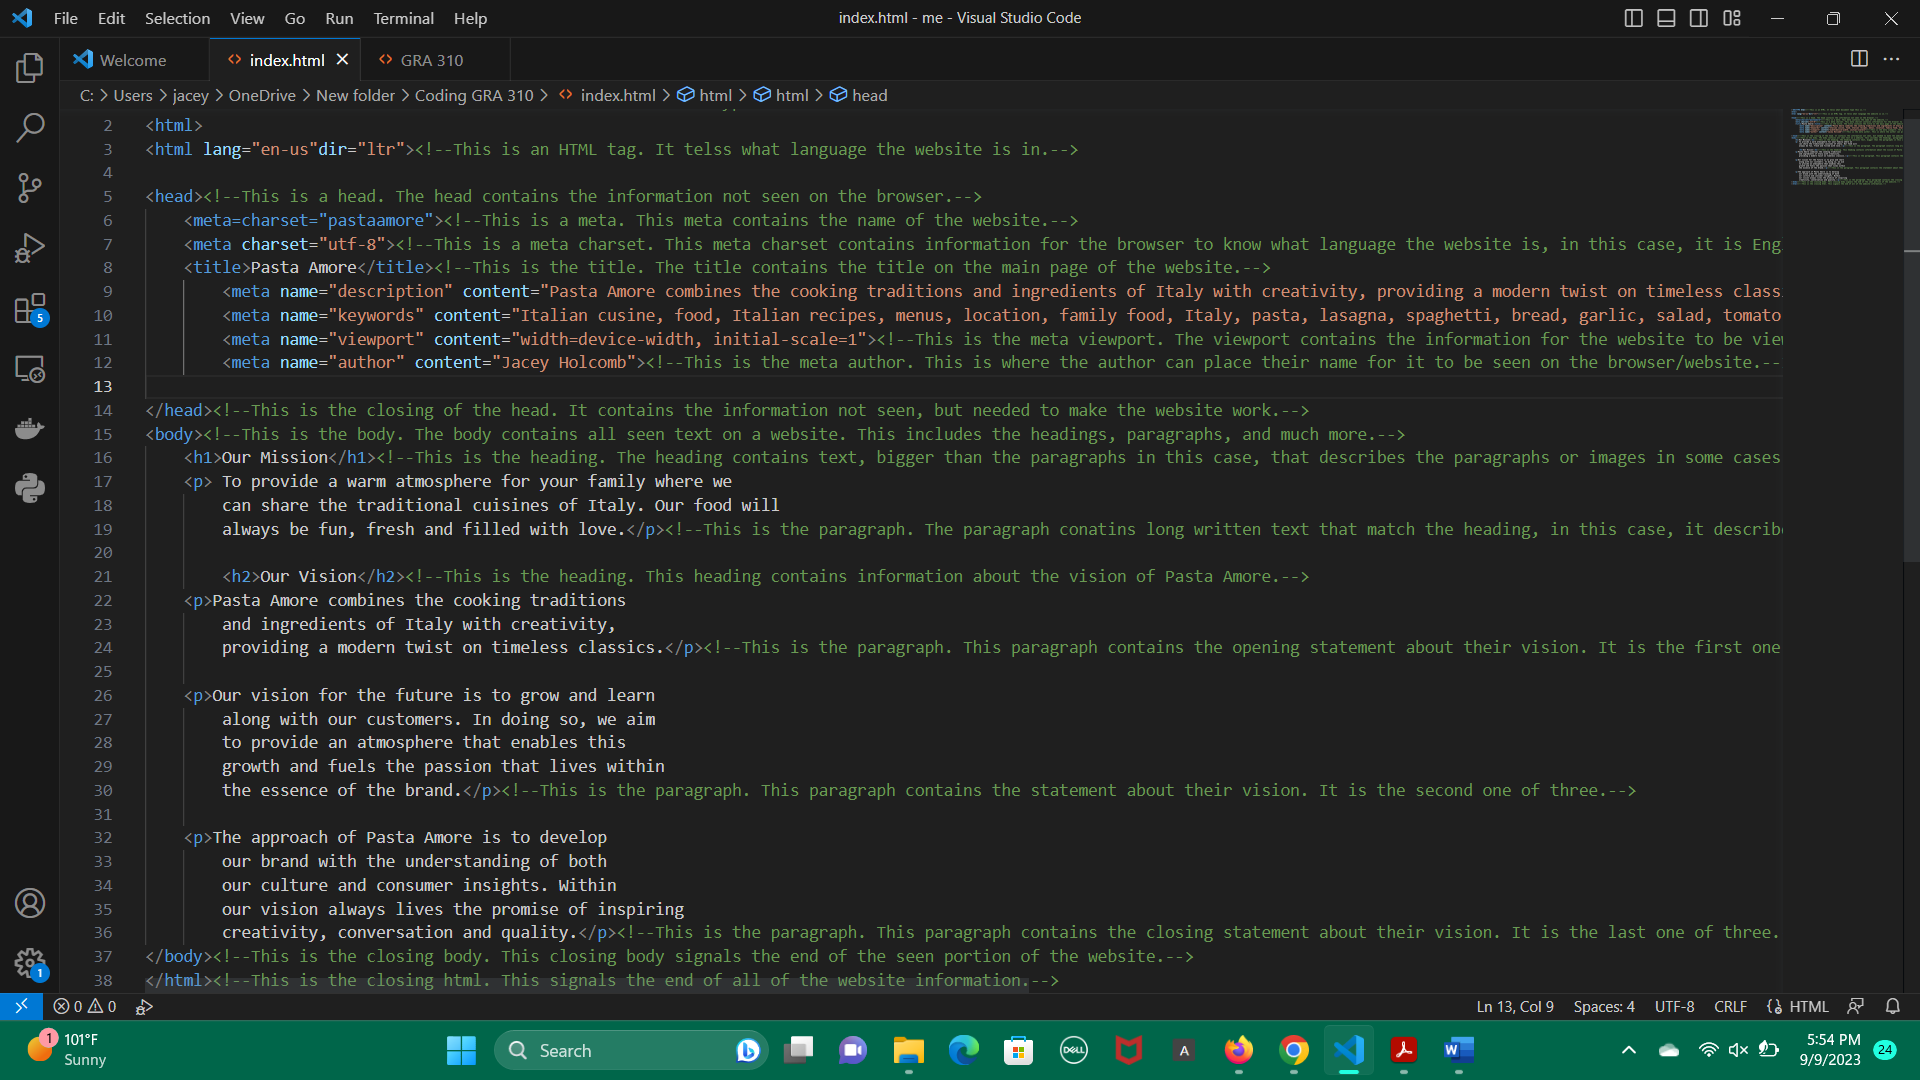 File Edit Selection View Go Run Terminal Help
index.html - me - Visual Studio Code
Welcome
index.html
GRA 310
C: > Users > jacey > OneDrive > New folder > Coding GRA 310 > index.html > html > html > head
2 <html>
3 <html lang="en-us"dir="ltr"><!--This is an HTML tag. It telss what language the website is in.-->
4
5 <head><!--This is a head. The head contains the information not seen on the browser.-->
6 <meta=charset="pastaamore"><!--This is a meta. This meta contains the name of the website.-->
7 <meta charset="utf-8"><!--This is a meta charset. This meta charset contains information for the browser to know what language the website is, in this case, it is Eng
8 <title>Pasta Amore</title><!--This is the title. The title contains the title on the main page of the website.-->
9 <meta name="description" content="Pasta Amore combines the cooking traditions and ingredients of Italy with creativity, providing a modern twist on timeless class
10 <meta name="keywords" content="Italian cusine, food, Italian recipes, menus, location, family food, Italy, pasta, lasagna, spaghetti, bread, garlic, salad, tomato
11 <meta name="viewport" content="width=device-width, initial-scale=1"><!--This is the meta viewport. The viewport contains the information for the website to be view
12 <meta name="author" content="Jacey Holcomb"><!--This is the meta author. This is where the author can place their name for it to be seen on the browser/website.--
13
14 </head><!--This is the closing of the head. It contains the information not seen, but needed to make the website work.-->
15 <body><!--This is the body. The body contains all seen text on a website. This includes the headings, paragraphs, and much more.-->
16 <h1>Our Mission</h1><!--This is the heading. The heading contains text, bigger than the paragraphs in this case, that describes the paragraphs or images in some cases
17 <p> To provide a warm atmosphere for your family where we
18 can share the traditional cuisines of Italy. Our food will
19 always be fun, fresh and filled with love.</p><!--This is the paragraph. The paragraph conatins long written text that match the heading, in this case, it describe
20
21 <h2>Our Vision</h2><!--This is the heading. This heading contains information about the vision of Pasta Amore.-->
22 <p>Pasta Amore combines the cooking traditions
23 and ingredients of Italy with creativity,
24 providing a modern twist on timeless classics.</p><!--This is the paragraph. This paragraph contains the opening statement about their vision. It is the first one
25
26 <p>Our vision for the future is to grow and learn
27 along with our customers. In doing so, we aim
28 to provide an atmosphere that enables this
29 growth and fuels the passion that lives within
30 the essence of the brand.</p><!--This is the paragraph. This paragraph contains the statement about their vision. It is the second one of three.-->
31
32 <p>The approach of Pasta Amore is to develop
33 our brand with the understanding of both
34 our culture and consumer insights. Within
35 our vision always lives the promise of inspiring
36 creativity, conversation and quality.</p><!--This is the paragraph. This paragraph contains the closing statement about their vision. It is the last one of three.
37 </body><!--This is the closing body. This closing body signals the end of the seen portion of the website.-->
38 </html><!--This is the closing html. This signals the end of all of the website information.-->
5
1
0 0
Ln 13, Col 9 Spaces: 4 UTF-8 CRLF HTML
1
101°F
Sunny
Search
DELL
A
W
5:54 PM
9/9/2023
24